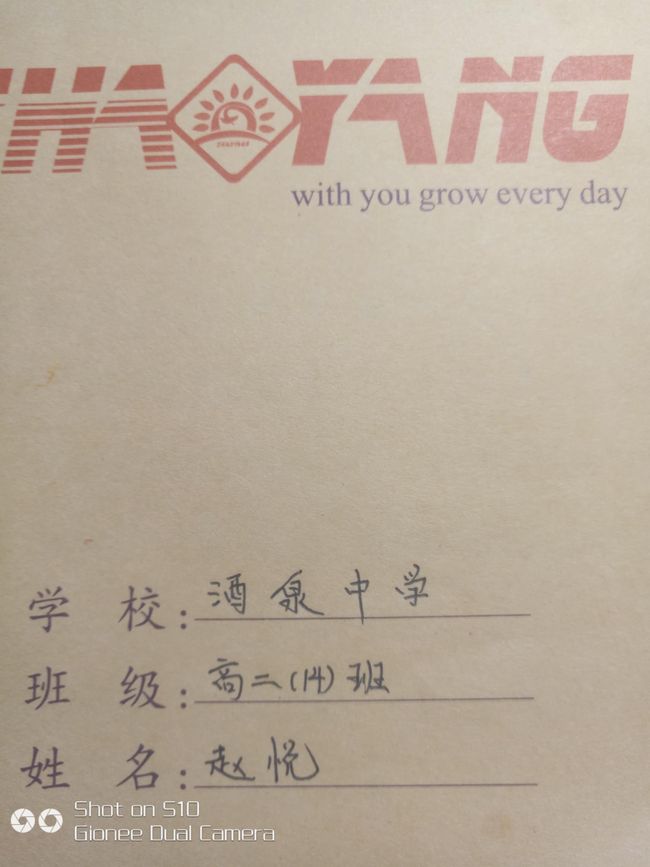 HAOYANG
with you grow every day
学 校：酒泉中学
班 级：高二(14)班
姓 名：赵悦
Shot on S10
Gionee Dual Camera